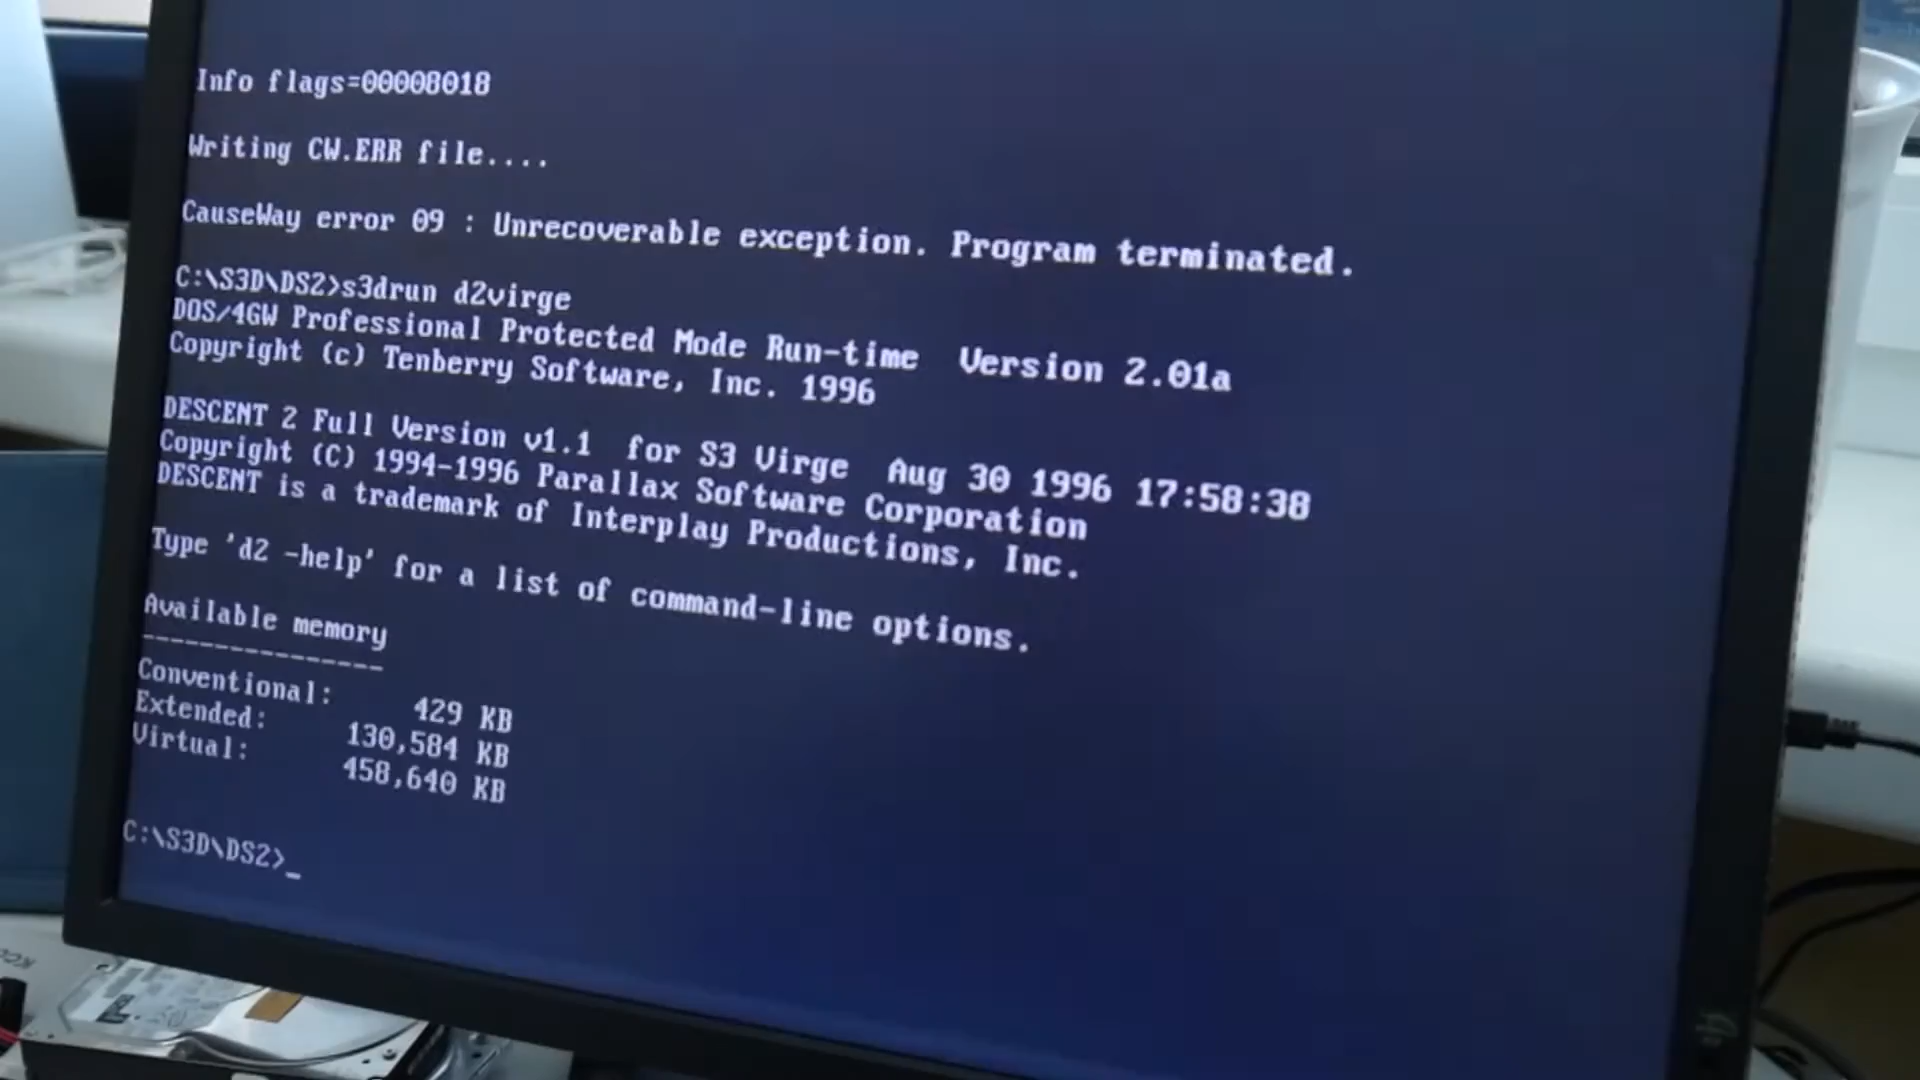 Info flags=00008018
Writing CW.ERR file....
CauseWay error 09 : Unrecoverable exception. Program terminated.
C:\S3D\DS2>s3drun d2virge
DOS/4GW Professional Protected Mode Run-time  Version 2.01a
Copyright (c) Tenberry Software, Inc. 1996
DESCENT 2 Full Version v1.1  for S3 Virge  Aug 30 1996 17:58:38
Copyright (C) 1994-1996 Parallax Software Corporation
DESCENT is a trademark of Interplay Productions, Inc.
Type 'd2 -help' for a list of command-line options.
Available memory
---------------
Conventional:     429 KB
Extended:     130,584 KB
Virtual:      458,640 KB
C:\S3D\DS2>_